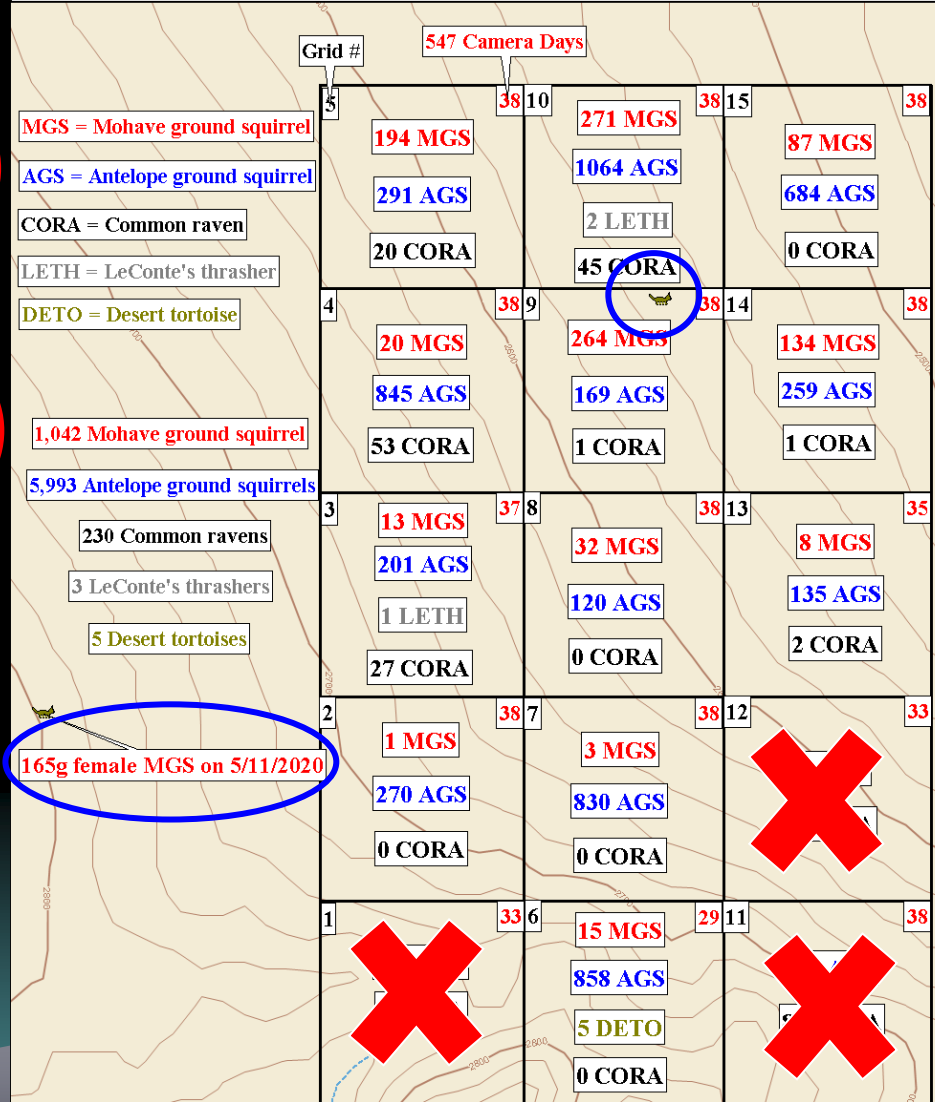 Grid #
547 Camera Days
MGS = Mohave ground squirrel
AGS = Antelope ground squirrel
CORA = Common raven
LETH = LeConte's thrasher
DETO = Desert tortoise
1,042 Mohave ground squirrel
5,993 Antelope ground squirrels
230 Common ravens
3 LeConte's thrashers
5 Desert tortoises
165g female MGS on 5/11/2020
5 38
194 MGS
291 AGS
20 CORA
10 38
271 MGS
1064 AGS
2 LETH
45 CORA
15 38
87 MGS
684 AGS
0 CORA
4 38
20 MGS
845 AGS
53 CORA
9 38
264 MGS
169 AGS
1 CORA
14 38
134 MGS
259 AGS
1 CORA
3 37
13 MGS
201 AGS
1 LETH
27 CORA
8 38
32 MGS
120 AGS
0 CORA
13 35
8 MGS
135 AGS
2 CORA
2 38
1 MGS
270 AGS
0 CORA
7 38
3 MGS
830 AGS
0 CORA
12 33
1 33
6 29
15 MGS
858 AGS
5 DETO
0 CORA
11 38
2600
2500
2700
2700
2800
2600
2800